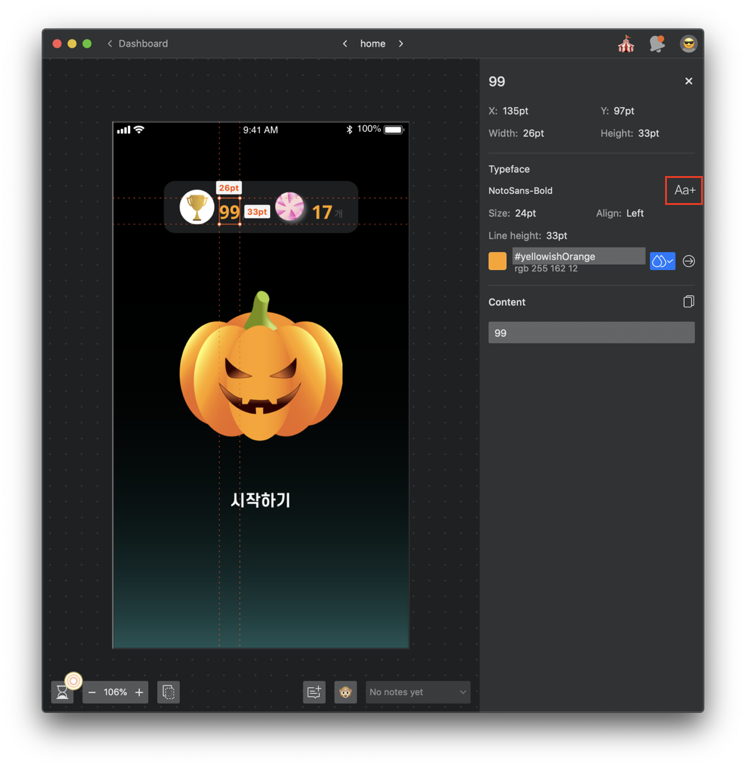 Dashboard
home
99
X: 135pt
Y: 97pt
Width: 26pt
Height: 33pt
Typeface
NotoSans-Bold
Aa+
Size: 24pt
Align: Left
Line height: 33pt
#yellowishOrange
rgb 255 162 12
Content
99
9:41 AM
100%
26pt
99
33pt
17개
시작하기
106%
No notes yet